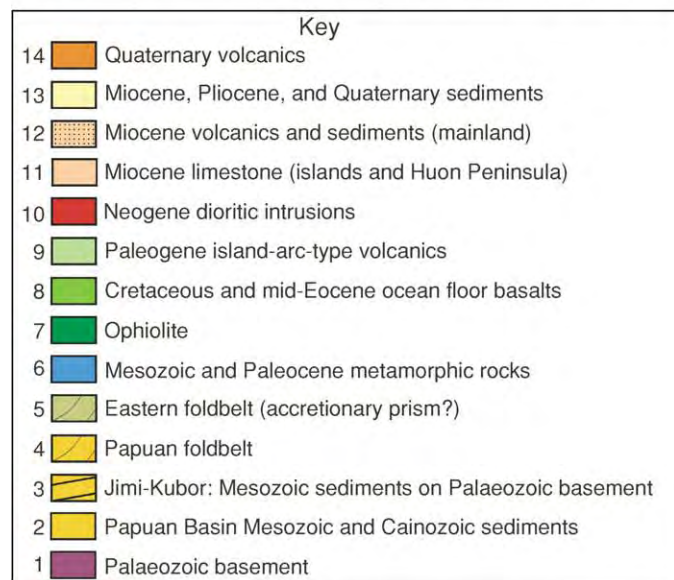 Key
14 Quaternary volcanics
13 Miocene, Pliocene, and Quaternary sediments
12 Miocene volcanics and sediments (mainland)
11 Miocene limestone (islands and Huon Peninsula)
10 Neogene dioritic intrusions
9 Paleogene island-arc-type volcanics
8 Cretaceous and mid-Eocene ocean floor basalts
7 Ophiolite
6 Mesozoic and Paleocene metamorphic rocks
5 Eastern foldbelt (accretionary prism?)
4 Papuan foldbelt
3 Jimi-Kubor: Mesozoic sediments on Palaeozoic basement
2 Papuan Basin Mesozoic and Cainozoic sediments
1 Palaeozoic basement